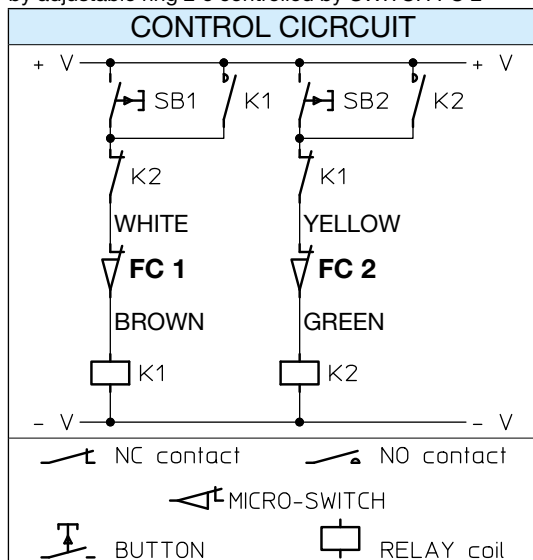 by adjustable ring 2 e controlled by SWITCH FC 2
CONTROL CICRCUIT
+ V + V
SB1 K1 SB2 K2
K2 K1
WHITE YELLOW
FC 1 FC 2
BROWN GREEN
K1 K2
- V - V
NC contact NO contact
MICRO-SWITCH
BUTTON RELAY coil